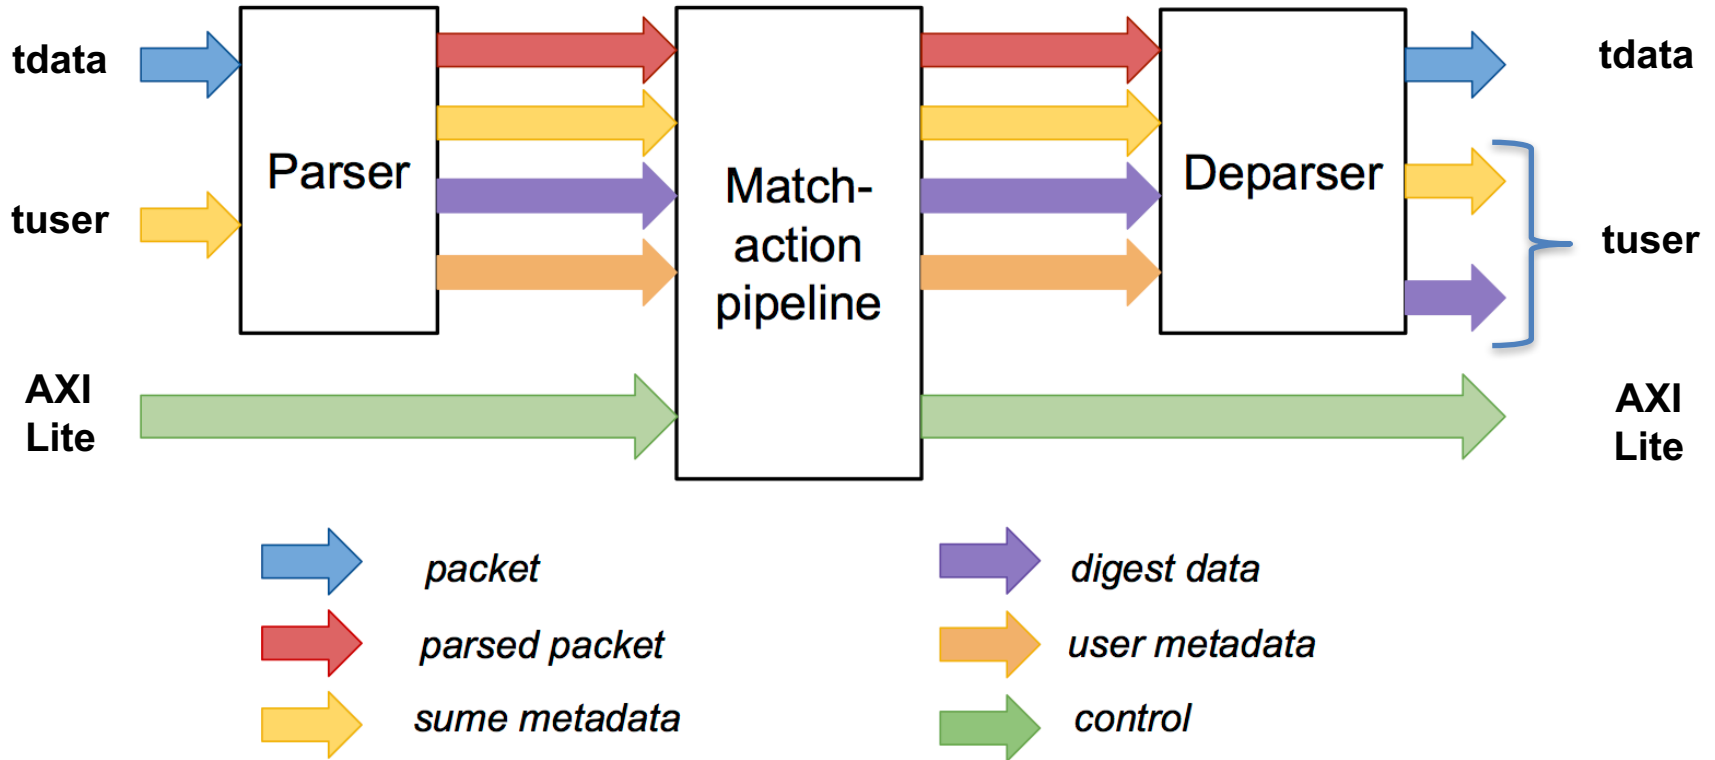 tdata
tuser
AXI
Lite
Parser
Match-
action
pipeline
Deparser
tdata
tuser
AXI
Lite
packet
parsed packet
sume metadata
digest data
user metadata
control